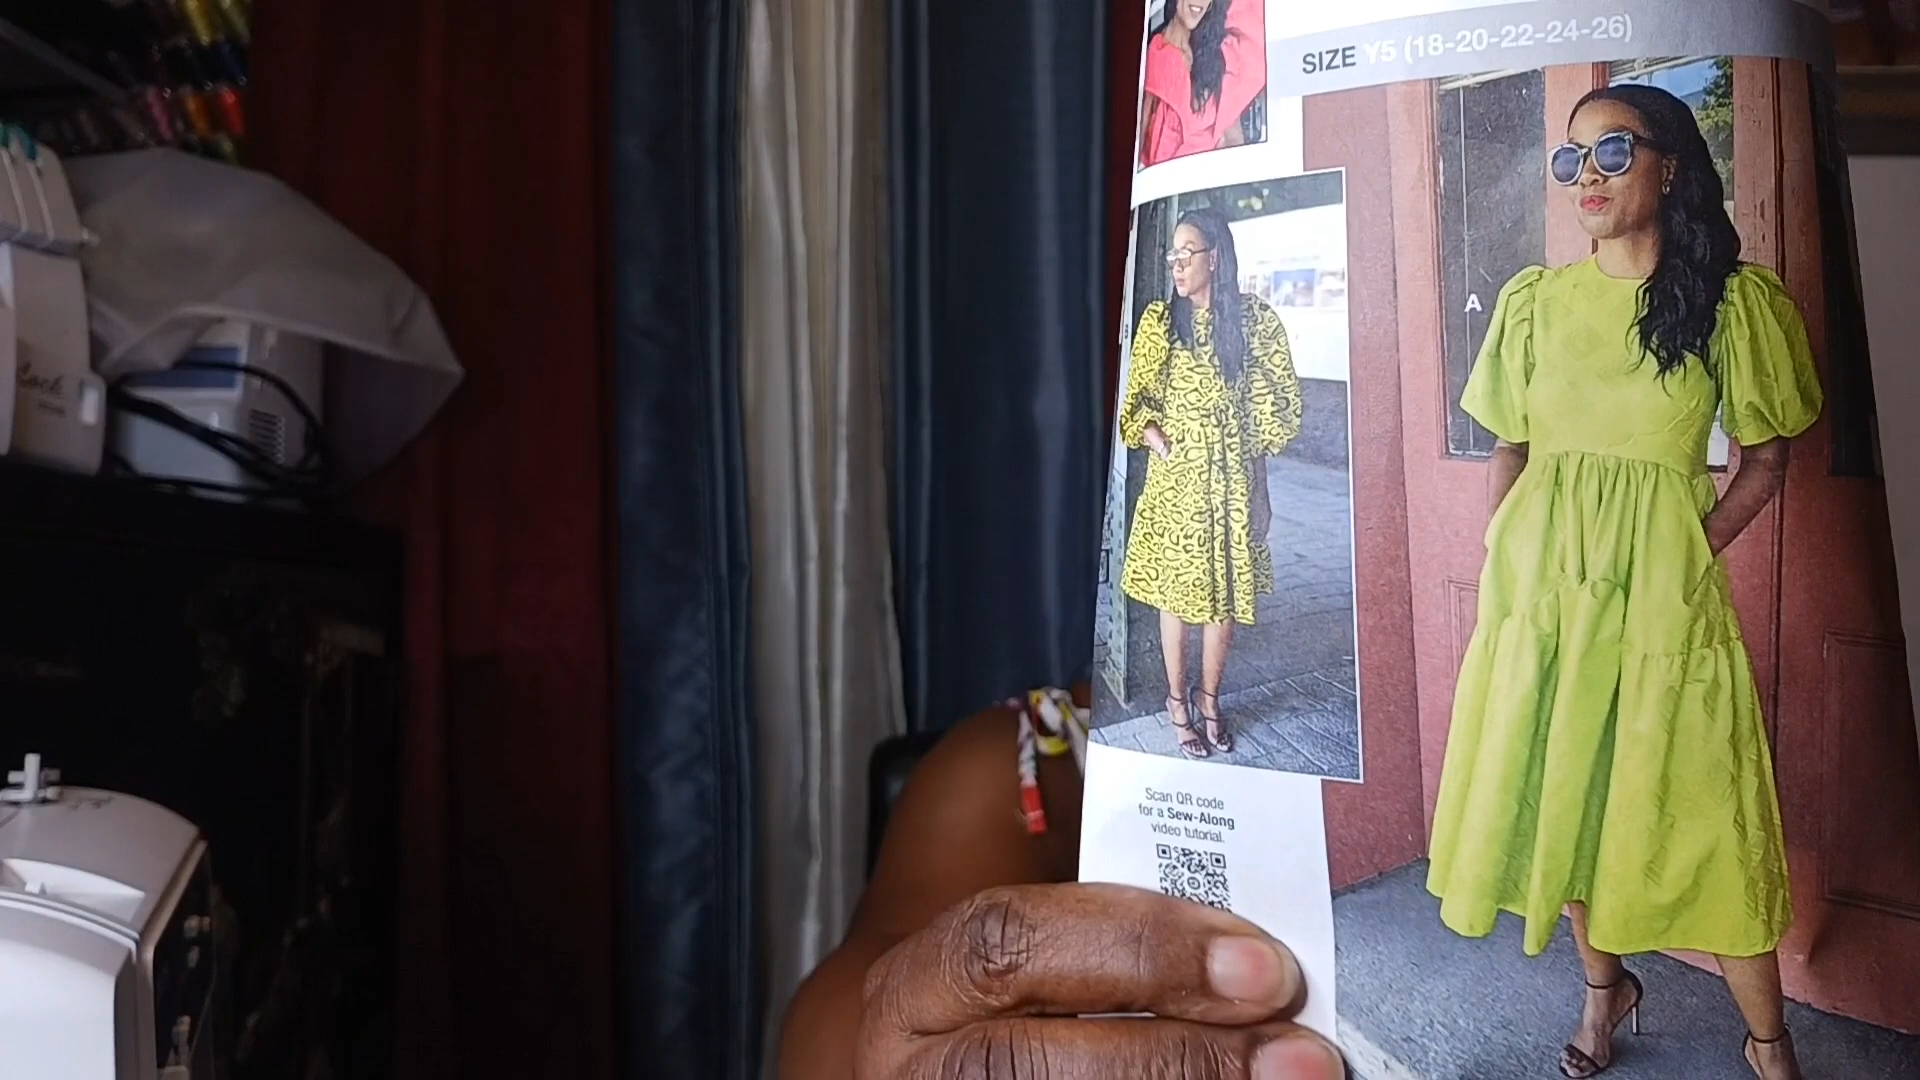 SIZE Y5 (18-20-22-24-26)
A
Scan QR code
for a Sew-Along
video tutorial.